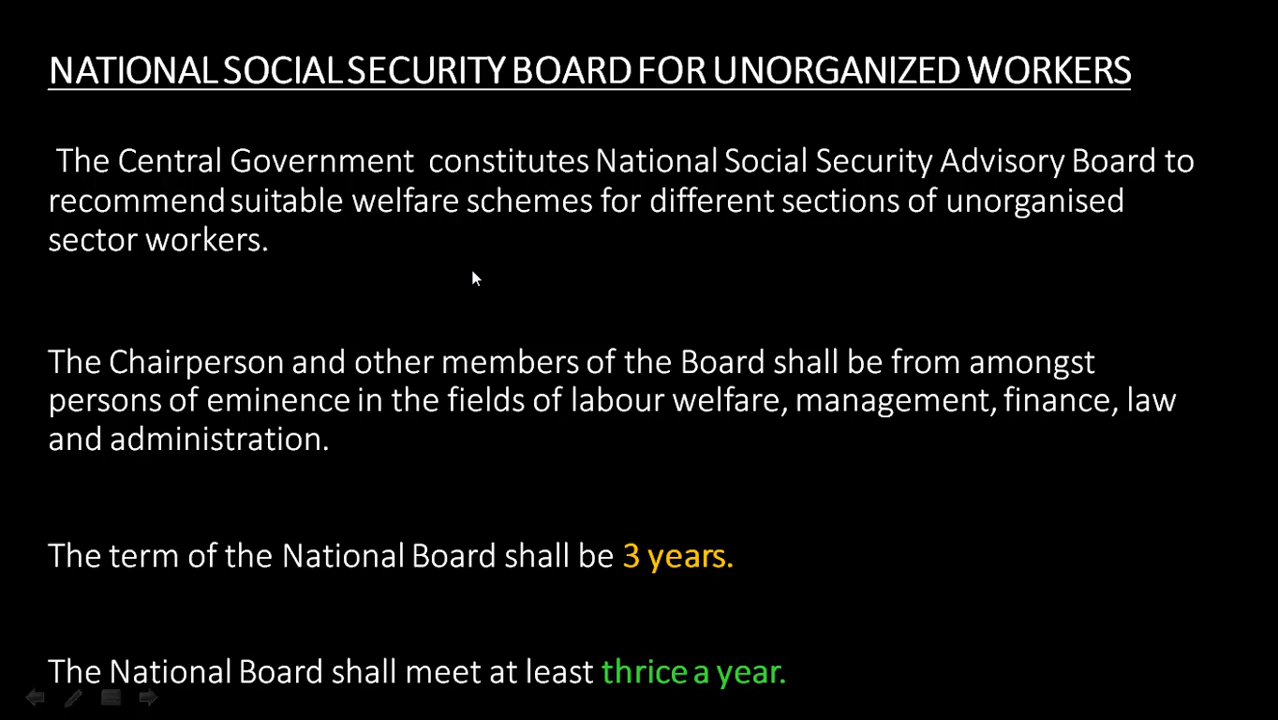 NATIONAL SOCIAL SECURITY BOARD FOR UNORGANIZED WORKERS
The Central Government constitutes National Social Security Advisory Board to
recommend suitable welfare schemes for different sections of unorganised
sector workers.
The Chairperson and other members of the Board shall be from amongst
persons of eminence in the fields of labour welfare, management, finance, law
and administration.
The term of the National Board shall be 3 years.
The National Board shall meet at least thrice a year.